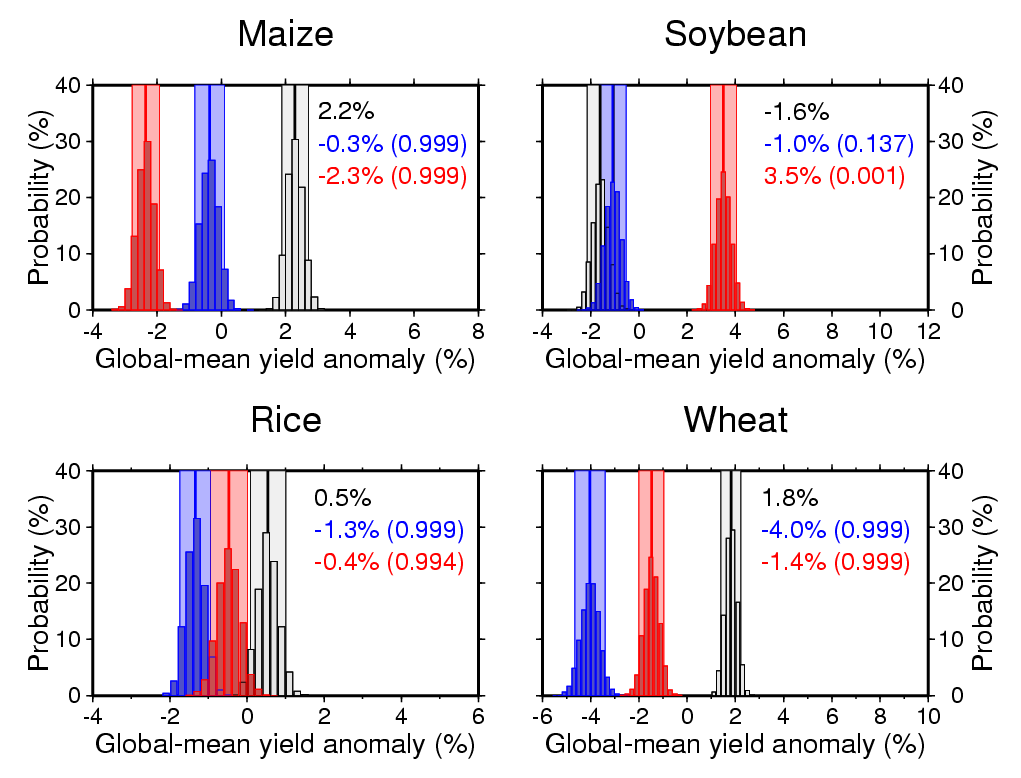 Maize
Soybean
40
30
20
10
0
Probability (%)
2.2%
-0.3% (0.999)
-2.3% (0.999)
-4 -2 0 2 4 6 8
Global-mean yield anomaly (%)
-1.6%
-1.0% (0.137)
3.5% (0.001)
40
30
20
10
0
Probability (%)
-4 -2 0 2 4 6 8 10 12
Global-mean yield anomaly (%)
Rice
Wheat
40
30
20
10
0
Probability (%)
0.5%
-1.3% (0.999)
-0.4% (0.994)
-4 -2 0 2 4 6
Global-mean yield anomaly (%)
1.8%
-4.0% (0.999)
-1.4% (0.999)
40
30
20
10
0
Probability (%)
-6 -4 -2 0 2 4 6 8 10
Global-mean yield anomaly (%)